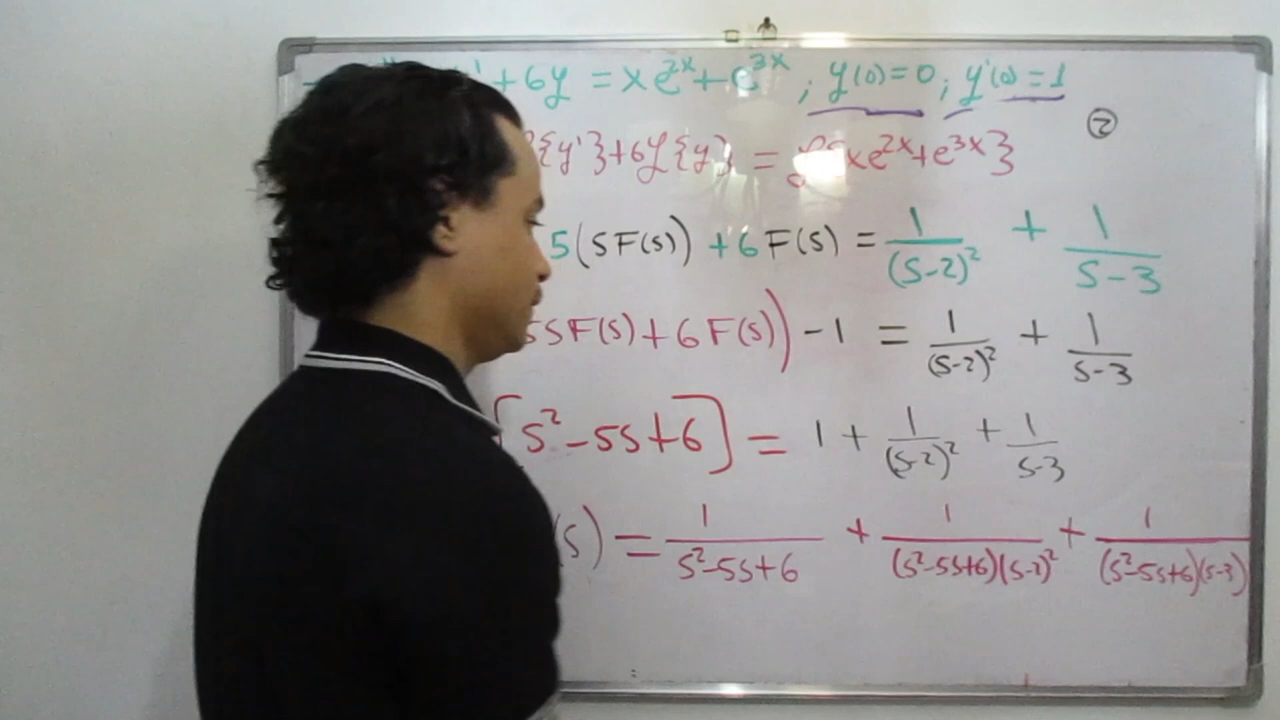 +6y = xe^{2x}+e^{3x} ; y(0)=0; y'(0)=1
②
{y'}+6ℒ{y} = ℒ{xe^{2x}+e^{3x}}
5(SF(s)) +6F(s) = 1/(s-2)² + 1/(s-3)
5SF(s)+6F(s)) -1 = 1/(s-2)² + 1/(s-3)
[s²-5s+6] = 1 + 1/(s-2)² + 1/(s-3)
(s) = 1/(s²-5s+6) + 1/((s²-5s+6)(s-2)²) + 1/((s²-5s+6)(s-3))